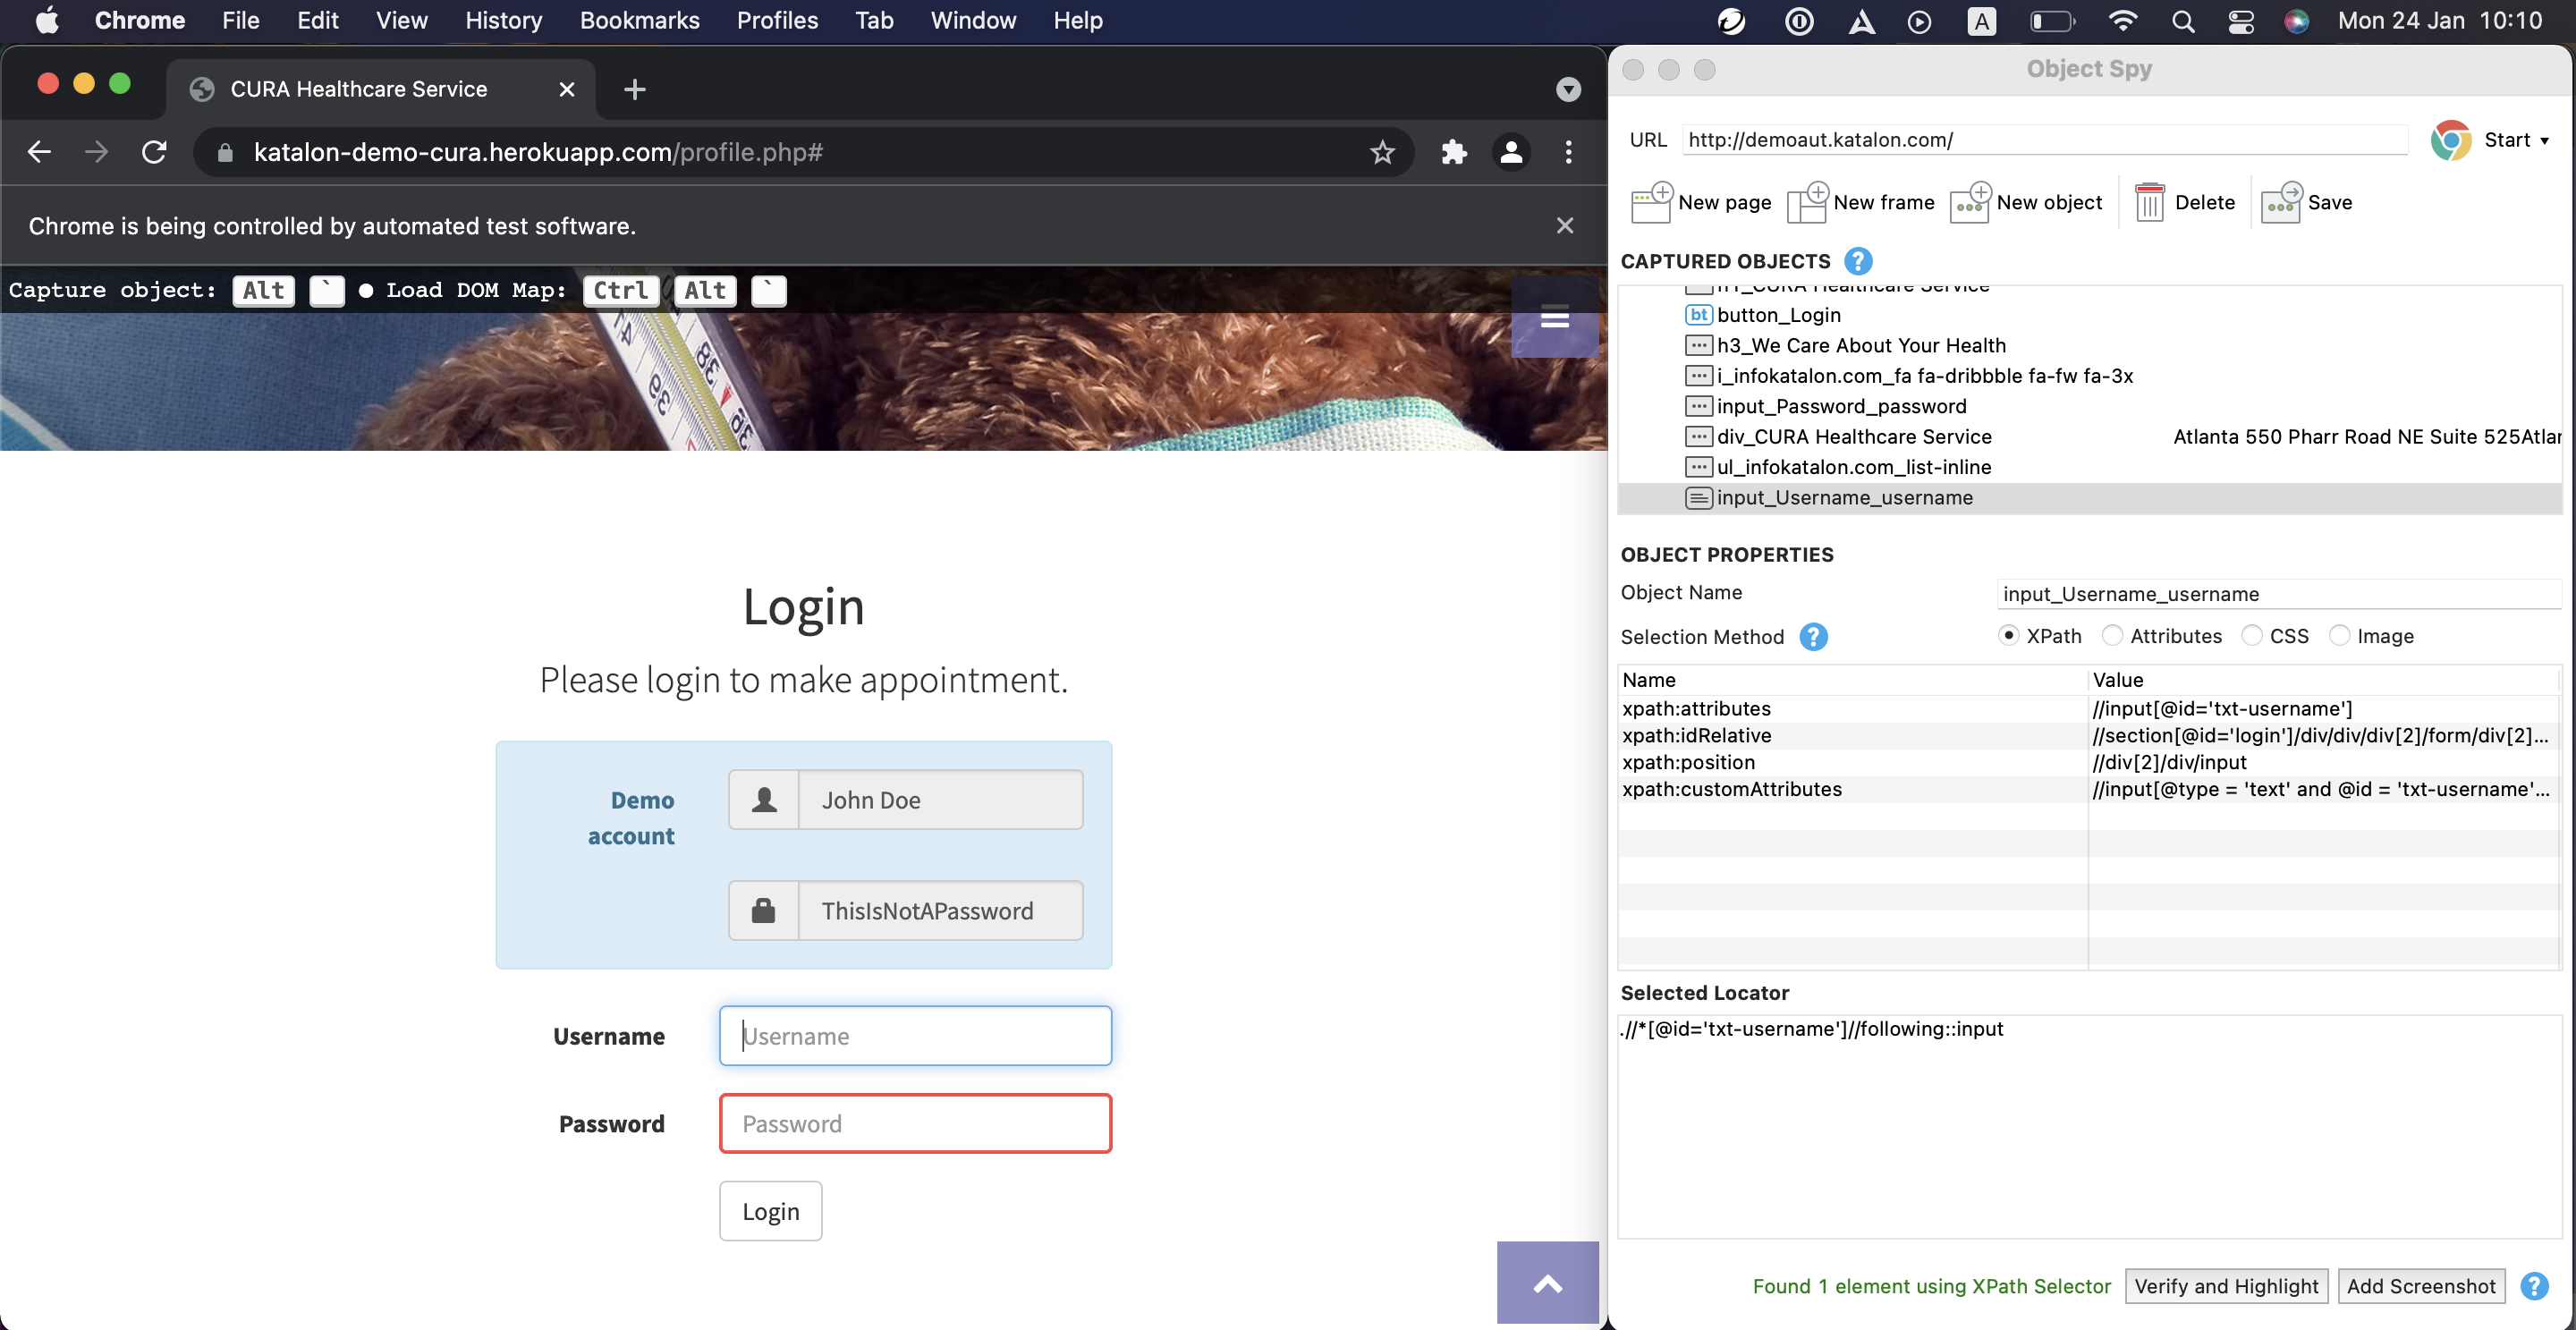 Chrome File Edit View History Bookmarks Profiles Tab Window Help A Mon 24 Jan 10:10
CURA Healthcare Service
katalon-demo-cura.herokuapp.com/profile.php#
Chrome is being controlled by automated test software.
Capture object: Alt ` ● Load DOM Map: Ctrl Alt `
Login
Please login to make appointment.
Demo account
John Doe
ThisIsNotAPassword
Username
Username
Password
Password
Login
Object Spy
URL http://demoaut.katalon.com/ Start
New page New frame New object Delete Save
CAPTURED OBJECTS ?
h1_CURA Healthcare Service
bt button_Login
h3_We Care About Your Health
i_infokatalon.com_fa fa-dribbble fa-fw fa-3x
input_Password_password
div_CURA Healthcare Service Atlanta 550 Pharr Road NE Suite 525Atlan
ul_infokatalon.com_list-inline
input_Username_username
OBJECT PROPERTIES
Object Name input_Username_username
Selection Method ? XPath Attributes CSS Image
Name Value
xpath:attributes //input[@id='txt-username']
xpath:idRelative //section[@id='login']/div/div/div[2]/form/div[2]...
xpath:position //div[2]/div/input
xpath:customAttributes //input[@type = 'text' and @id = 'txt-username'...
Selected Locator
.//*[@id='txt-username']//following::input
Found 1 element using XPath Selector Verify and Highlight Add Screenshot ?